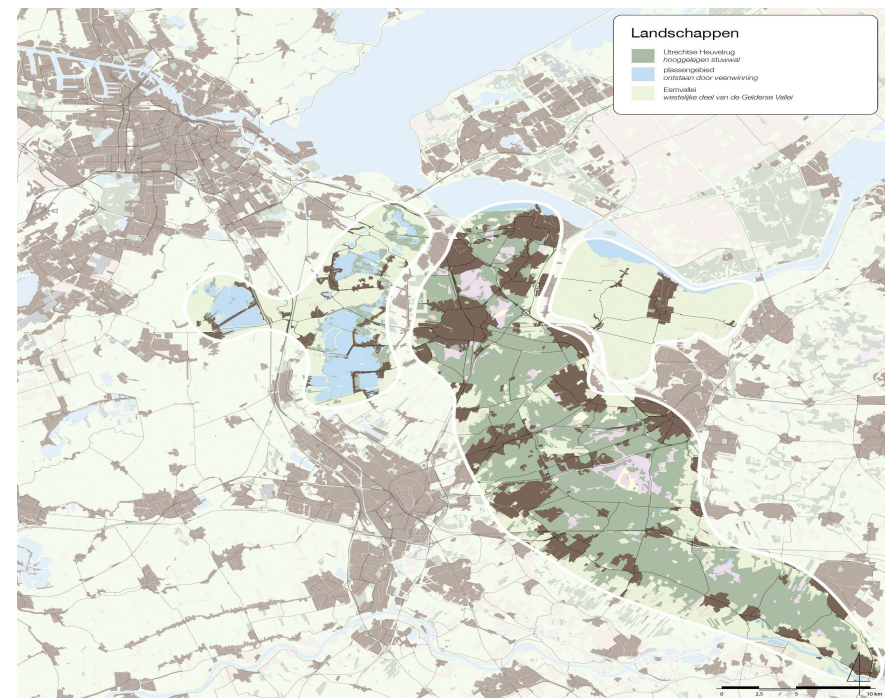 Landschappen
Utrechtse Heuvelrug
hooggelegen stuwwal
plassengebied
ontstaan door veenwinning
Eemvallei
westelijke deel van de Gelderse Vallei
0 2,5 5 10 km